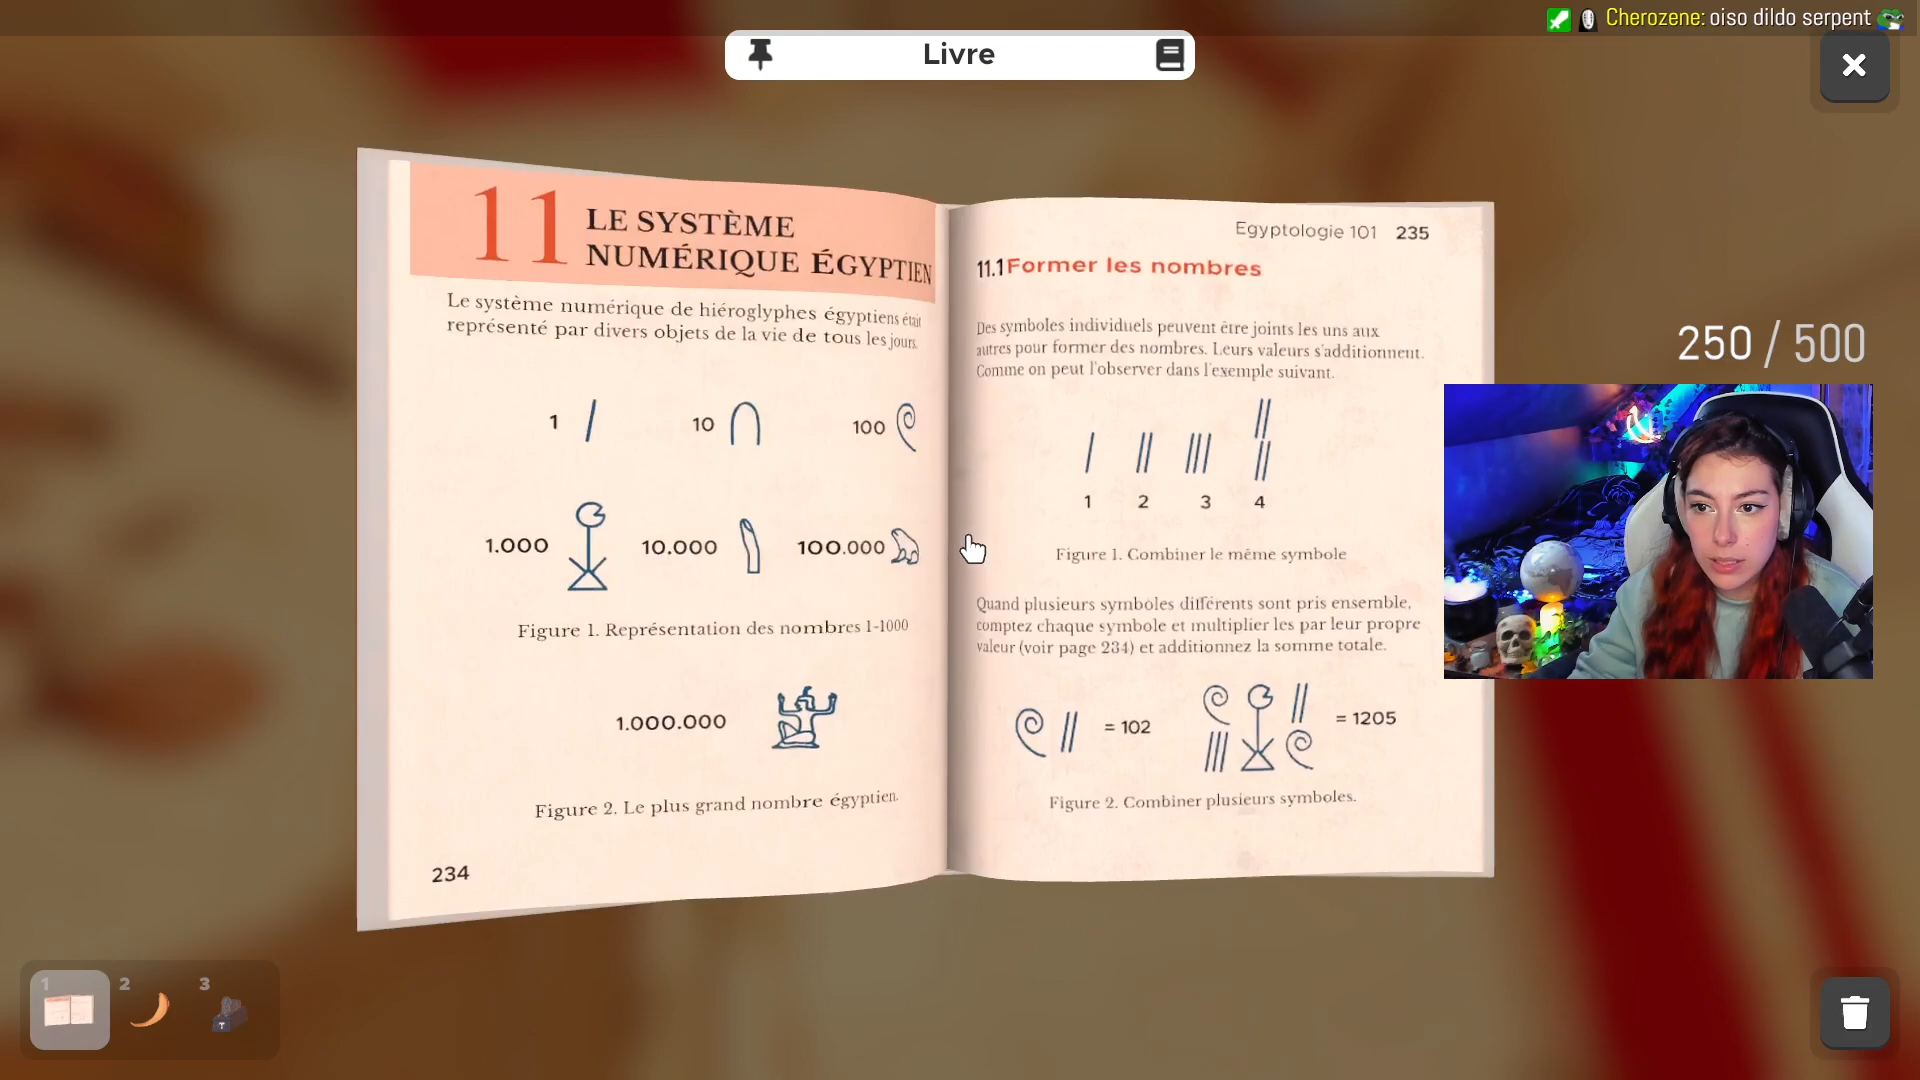 Cherozene: oiso dildo serpent
Livre
250 / 500
11
LE SYSTÈME
NUMÉRIQUE ÉGYPTIEN
Le système numérique de hiéroglyphes égyptiens était
représenté par divers objets de la vie de tous les jours.
1
10
100
1.000
10.000
100.000
Figure 1. Représentation des nombres 1-1000
1.000.000
Figure 2. Le plus grand nombre égyptien.
234
Egyptologie 101 235
11.1 Former les nombres
Des symboles individuels peuvent être joints les uns aux
autres pour former des nombres. Leurs valeurs s'additionnent.
Comme on peut l'observer dans l'exemple suivant.
1 2 3 4
Figure 1. Combiner le même symbole
Quand plusieurs symboles différents sont pris ensemble,
comptez chaque symbole et multiplier les par leur propre
valeur (voir page 234) et additionnez la somme totale.
= 102
= 1205
Figure 2. Combiner plusieurs symboles.
1 2 3
T